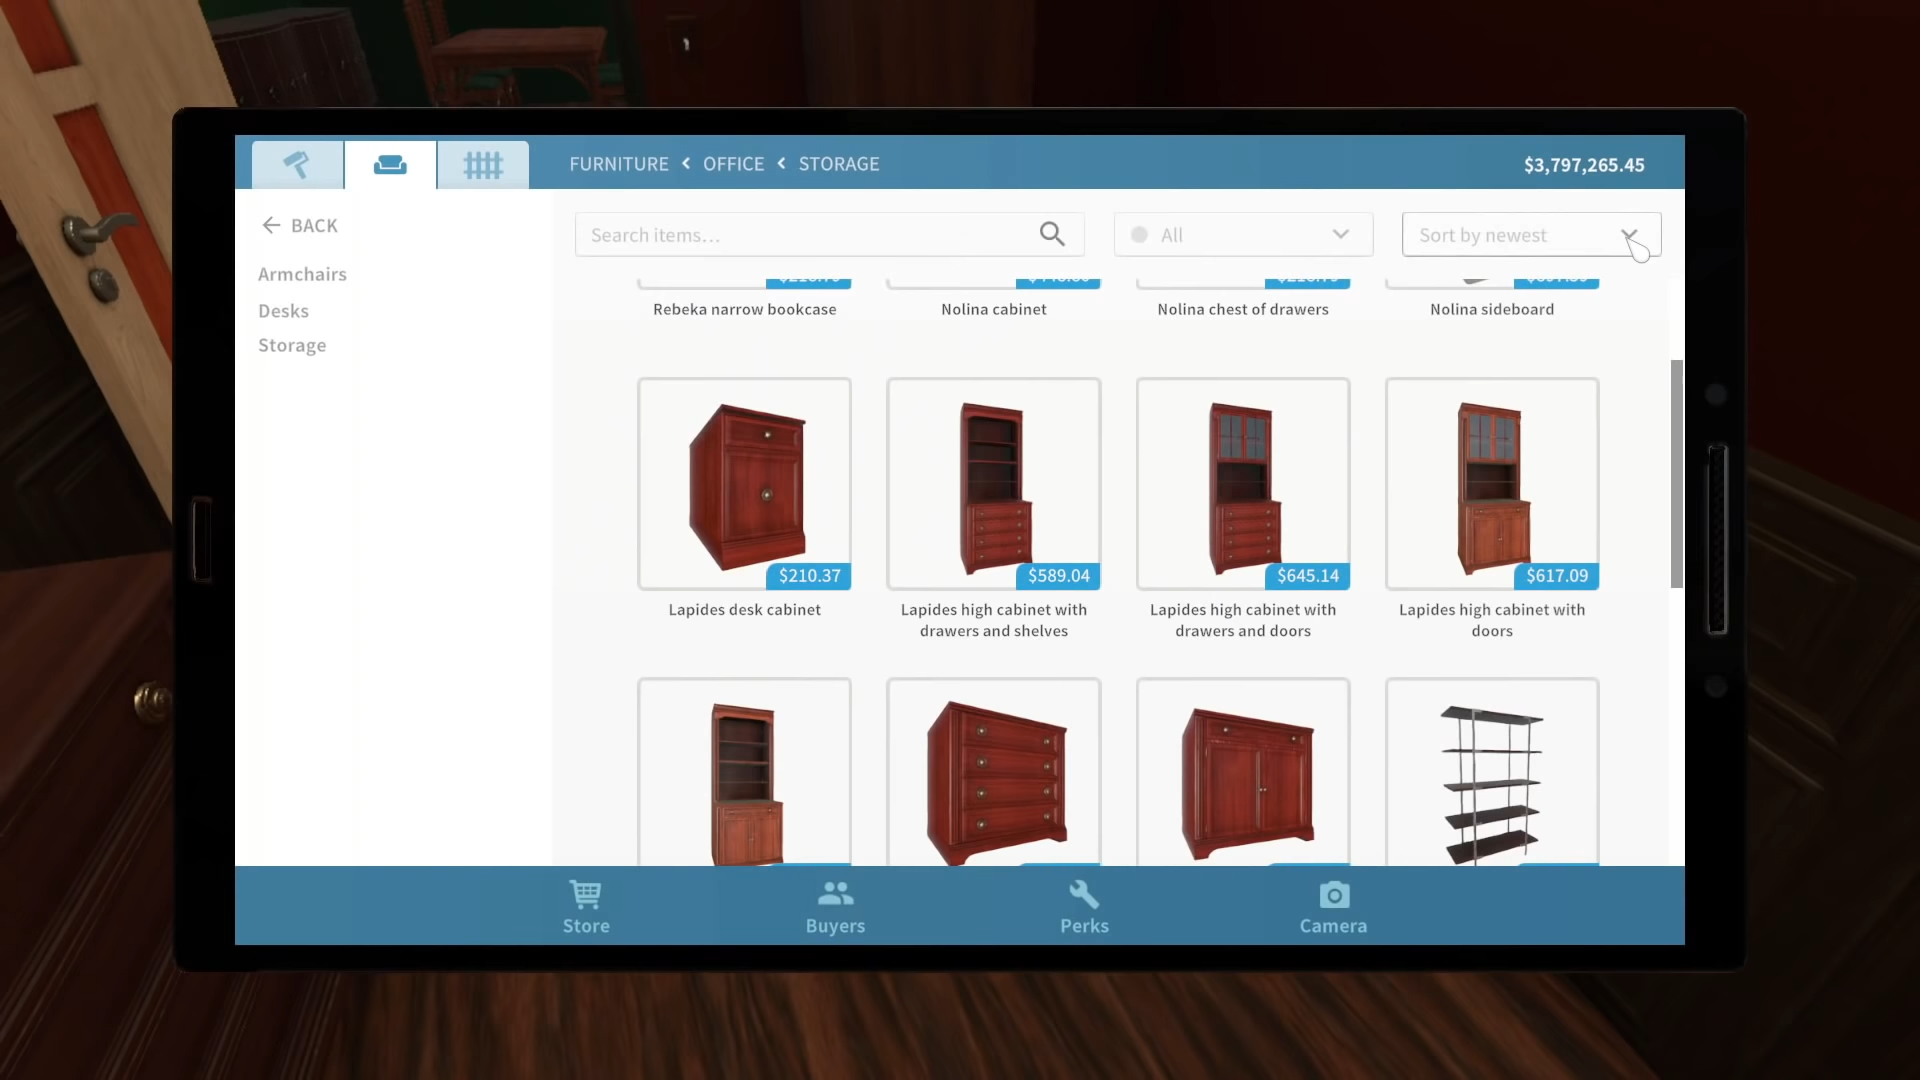 FURNITURE < OFFICE < STORAGE
$3,797,265.45
BACK
Search items...
All
Sort by newest
Armchairs
Desks
Storage
Rebeka narrow bookcase
Nolina cabinet
Nolina chest of drawers
Nolina sideboard
$210.37
$589.04
$645.14
$617.09
Lapides desk cabinet
Lapides high cabinet with
drawers and shelves
Lapides high cabinet with
drawers and doors
Lapides high cabinet with
doors
Store
Buyers
Perks
Camera